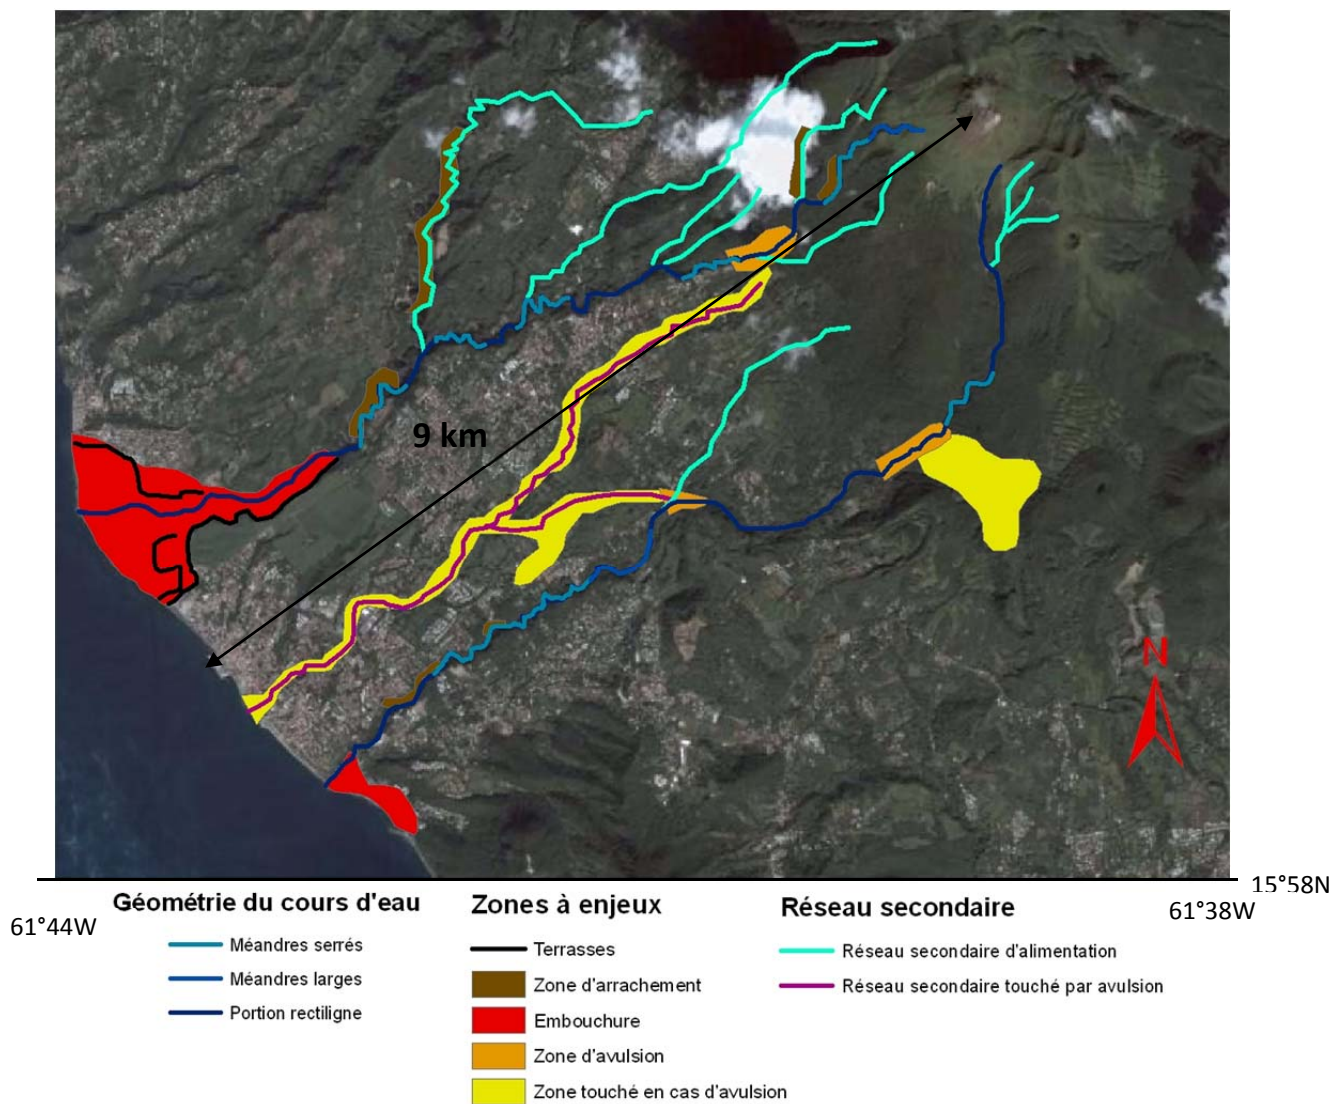 9 km
N
15°58N
61°44W
61°38W
Géométrie du cours d'eau
Méandres serrés
Méandres larges
Portion rectiligne
Zones à enjeux
Terrasses
Zone d'arrachement
Embouchure
Zone d'avulsion
Zone touché en cas d'avulsion
Réseau secondaire
Réseau secondaire d'alimentation
Réseau secondaire touché par avulsion